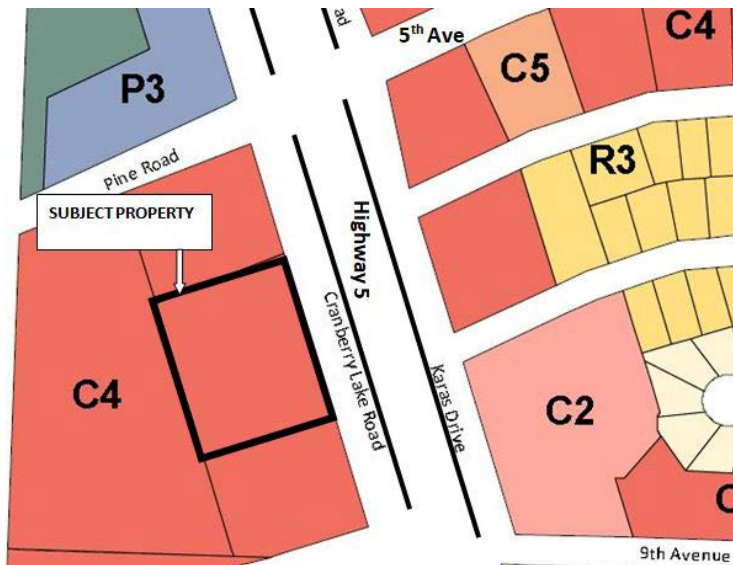 5th Ave
C4
C5
P3
R3
Pine Road
SUBJECT PROPERTY
Highway 5
Cranberry Lake Road
Karas Drive
C4
C2
9th Avenue